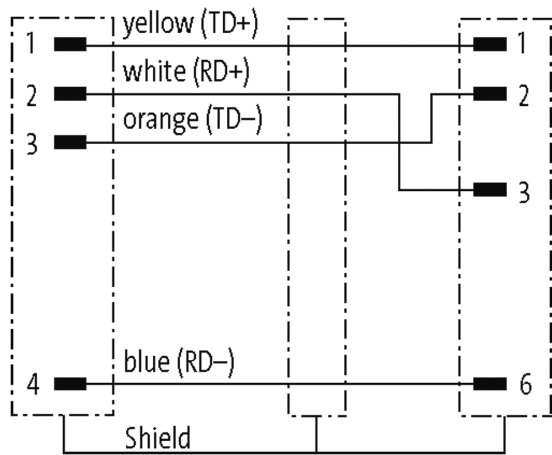 1 yellow (TD+) 1
2 white (RD+) 2
3 orange (TD–)
3
4 blue (RD–) 6
Shield